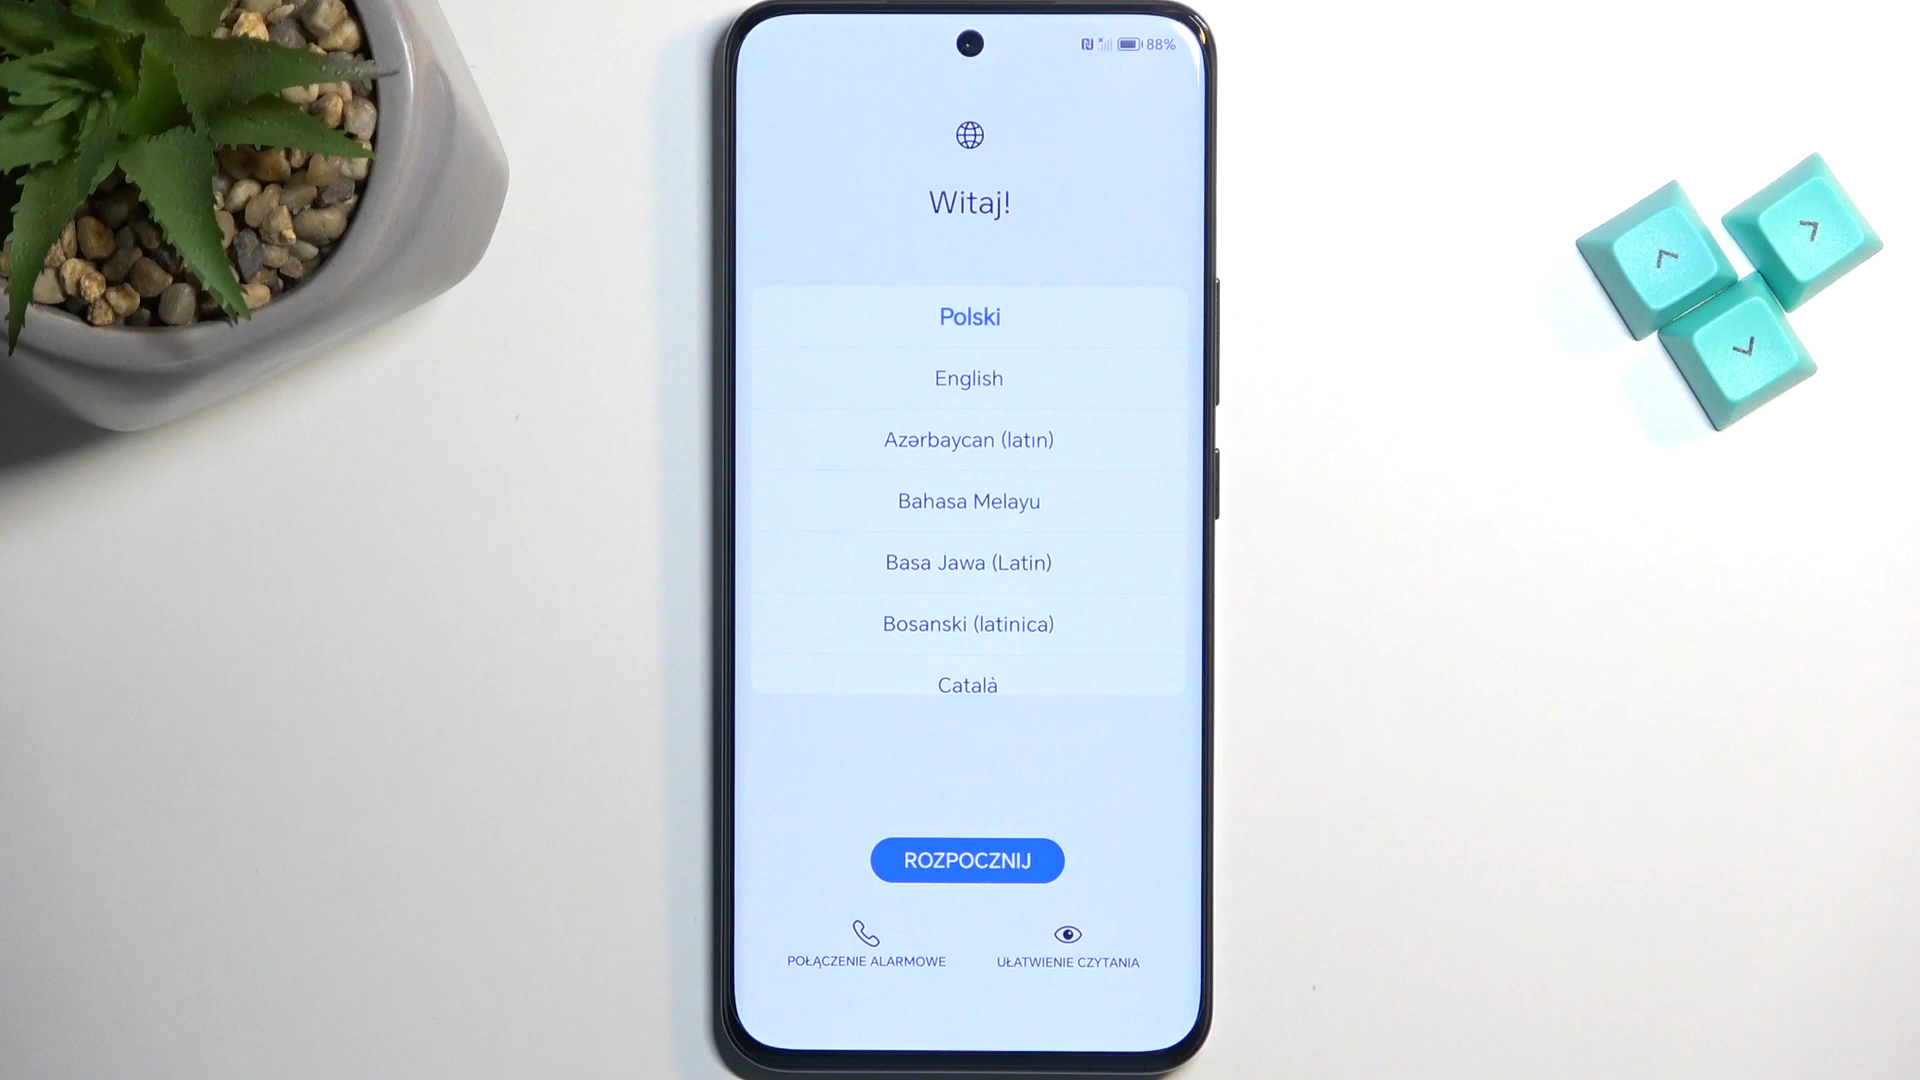 88%
Witaj!
Polski
English
Azərbaycan (latın)
Bahasa Melayu
Basa Jawa (Latin)
Bosanski (latinica)
Català
ROZPOCZNIJ
POŁĄCZENIE ALARMOWE
UŁATWIENIE CZYTANIA